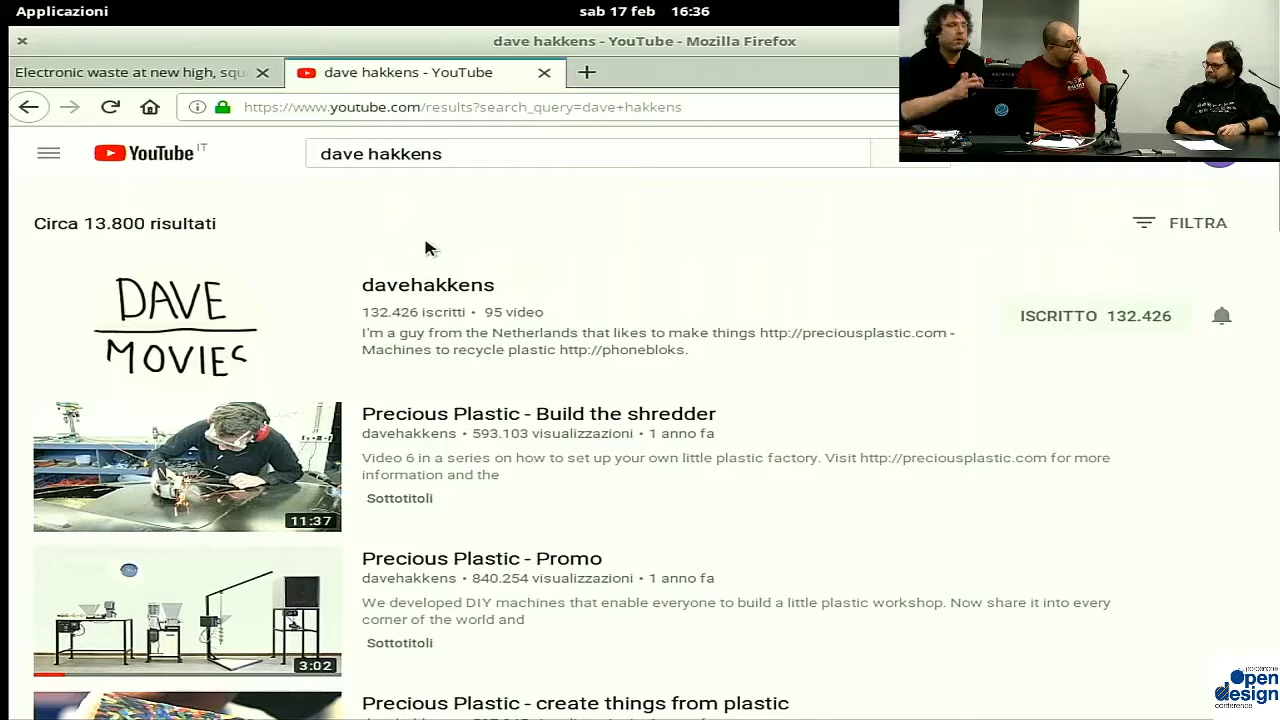 Applicazioni
sab 17 feb 16:36
dave hakkens - YouTube - Mozilla Firefox
Electronic waste at new high, squ
dave hakkens - YouTube
https://www.youtube.com/results?search_query=dave+hakkens
YouTube IT
dave hakkens
Circa 13.800 risultati
FILTRA
DAVE
MOVIES
davehakkens
132.426 iscritti • 95 video
I'm a guy from the Netherlands that likes to make things http://preciousplastic.com -
Machines to recycle plastic http://phonebloks.
ISCRITTO 132.426
Precious Plastic - Build the shredder
davehakkens • 593.103 visualizzazioni • 1 anno fa
Video 6 in a series on how to set up your own little plastic factory. Visit http://preciousplastic.com for more
information and the
Sottotitoli
11:37
Precious Plastic - Promo
davehakkens • 840.254 visualizzazioni • 1 anno fa
We developed DIY machines that enable everyone to build a little plastic workshop. Now share it into every
corner of the world and
Sottotitoli
3:02
Precious Plastic - create things from plastic
pordenone
open
design
conference